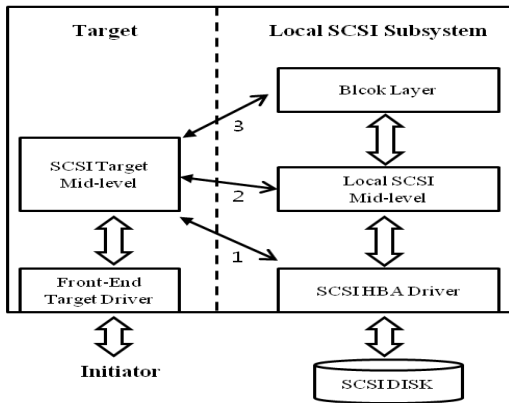 Target
Local SCSI Subsystem
Blcok Layer
3
SCSI Target
Mid-level
2
Local SCSI
Mid-level
1
Front-End
Target Driver
SCSI HBA Driver
Initiator
SCSI DISK